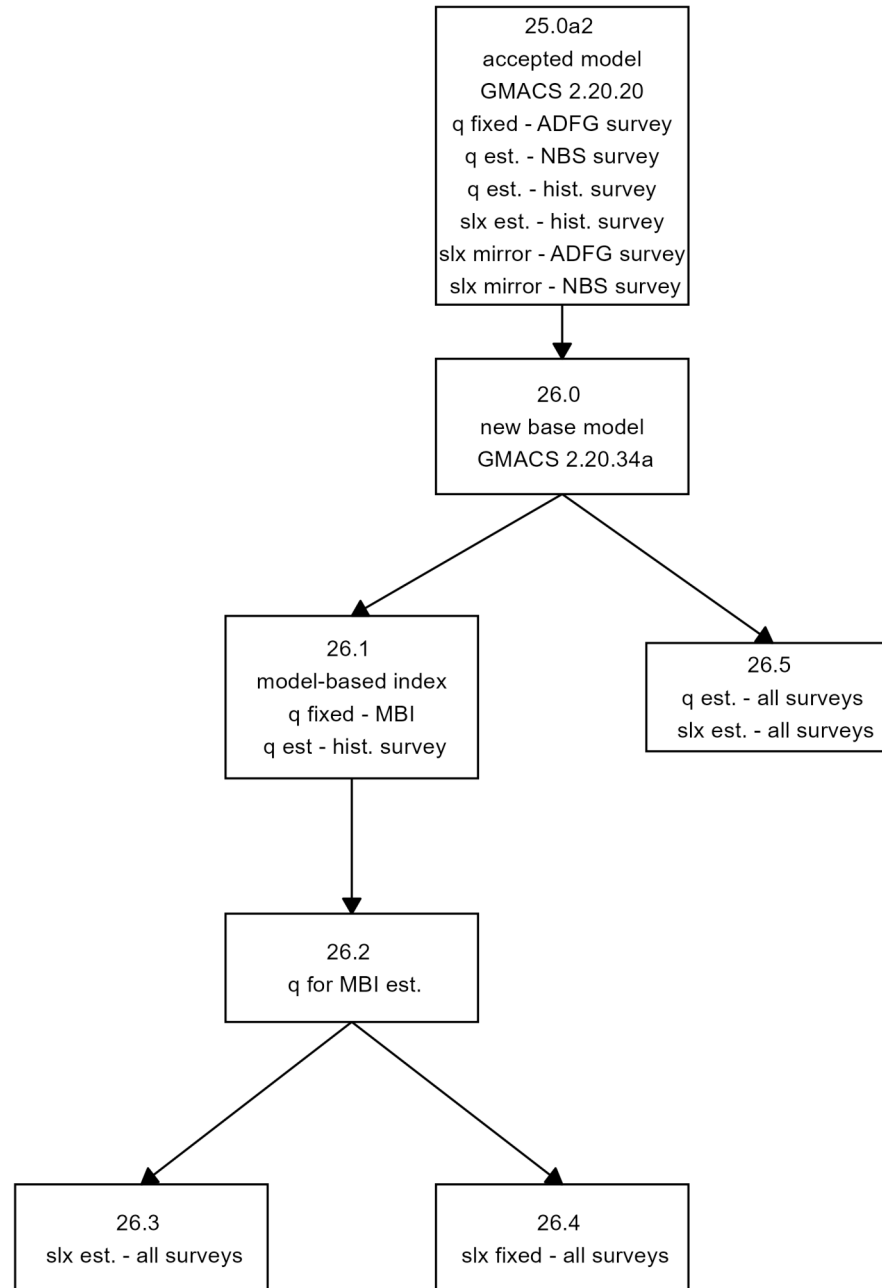 25.0a2
accepted model
GMACS 2.20.20
q fixed - ADFG survey
q est. - NBS survey
q est. - hist. survey
slx est. - hist. survey
slx mirror - ADFG survey
slx mirror - NBS survey
26.0
new base model
GMACS 2.20.34a
26.1
model-based index
q fixed - MBI
q est - hist. survey
26.5
q est. - all surveys
slx est. - all surveys
26.2
q for MBI est.
26.3
slx est. - all surveys
26.4
slx fixed - all surveys